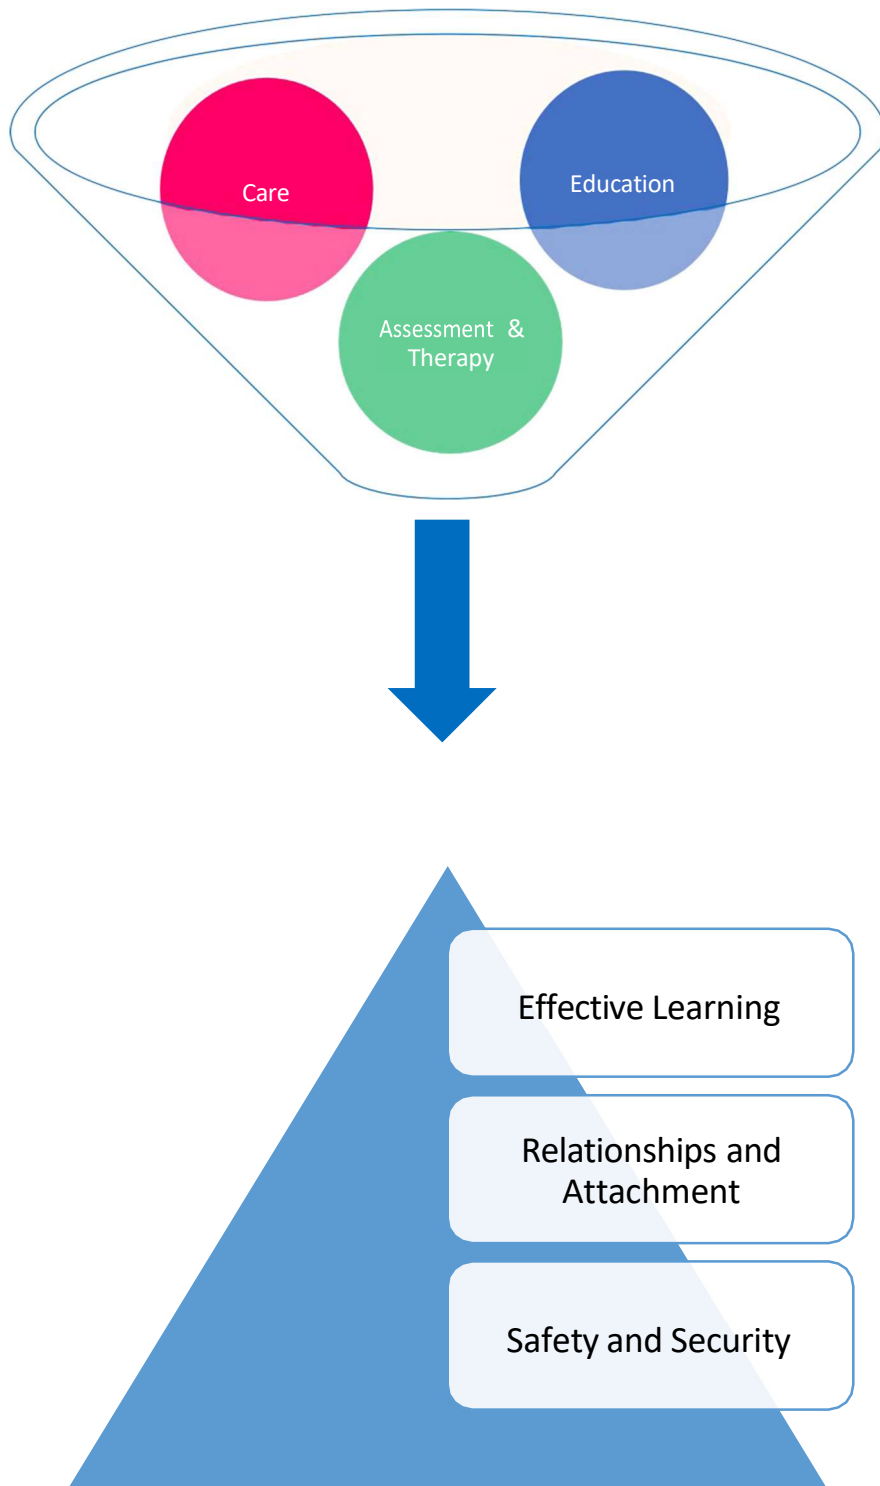 Care
Education
Assessment &
Therapy
Effective Learning
Relationships and
Attachment
Safety and Security